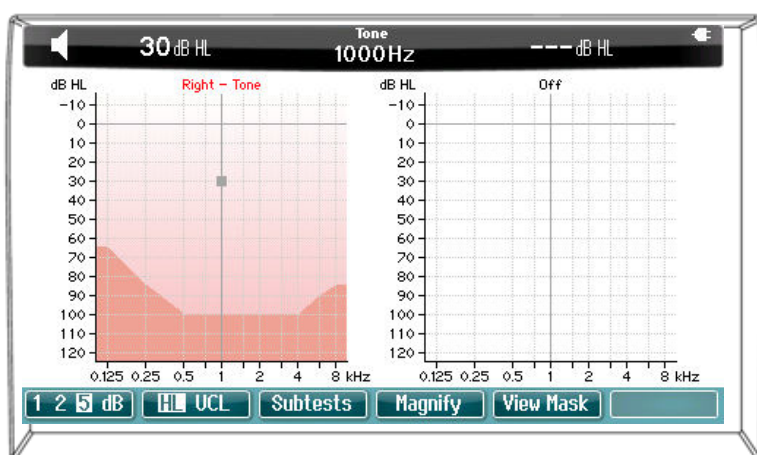 Tone
30 dB HL 1000Hz --- dB HL
dB HL Right - Tone dB HL Off
-10 -10
0 0
10 10
20 20
30 30
40 40
50 50
60 60
70 70
80 80
90 90
100 100
110 110
120 120
0.125 0.25 0.5 1 2 4 8 kHz 0.125 0.25 0.5 1 2 4 8 kHz
1 2 5 dB HL UCL Subtests Magnify View Mask